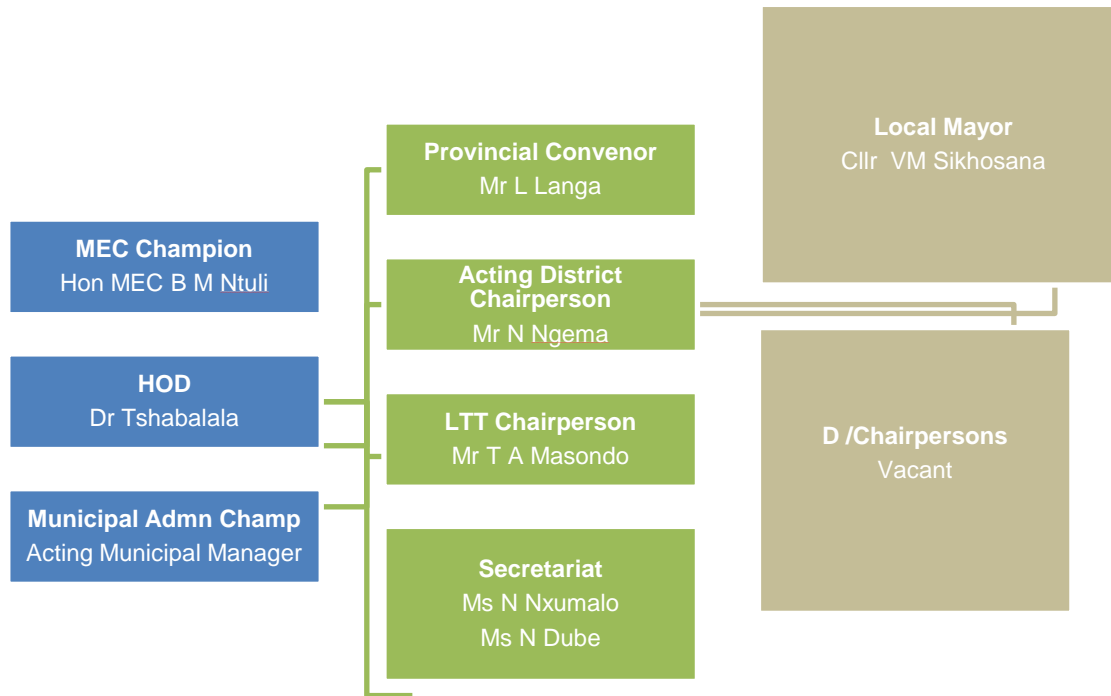 MEC Champion
Hon MEC B M Ntuli
HOD
Dr Tshabalala
Municipal Admn Champ
Acting Municipal Manager
Provincial Convenor
Mr L Langa
Acting District
Chairperson
Mr N Ngema
LTT Chairperson
Mr T A Masondo
Secretariat
Ms N Nxumalo
Ms N Dube
Local Mayor
Cllr VM Sikhosana
D /Chairpersons
Vacant